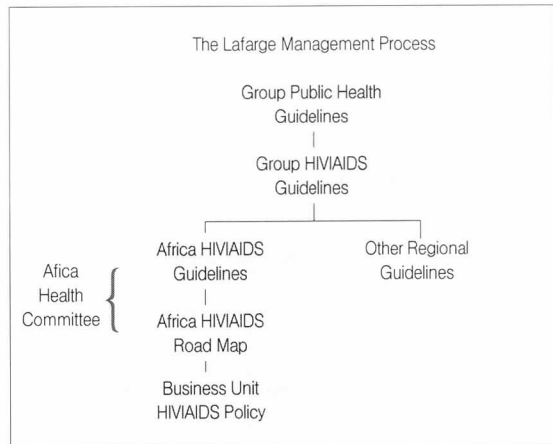 The Lafarge Management Process
Group Public Health
Guidelines
Group HIVIAIDS
Guidelines
Africa HIVIAIDS
Guidelines
Other Regional
Guidelines
Afica
Health
Committee
Africa HIVIAIDS
Road Map
Business Unit
HIVIAIDS Policy